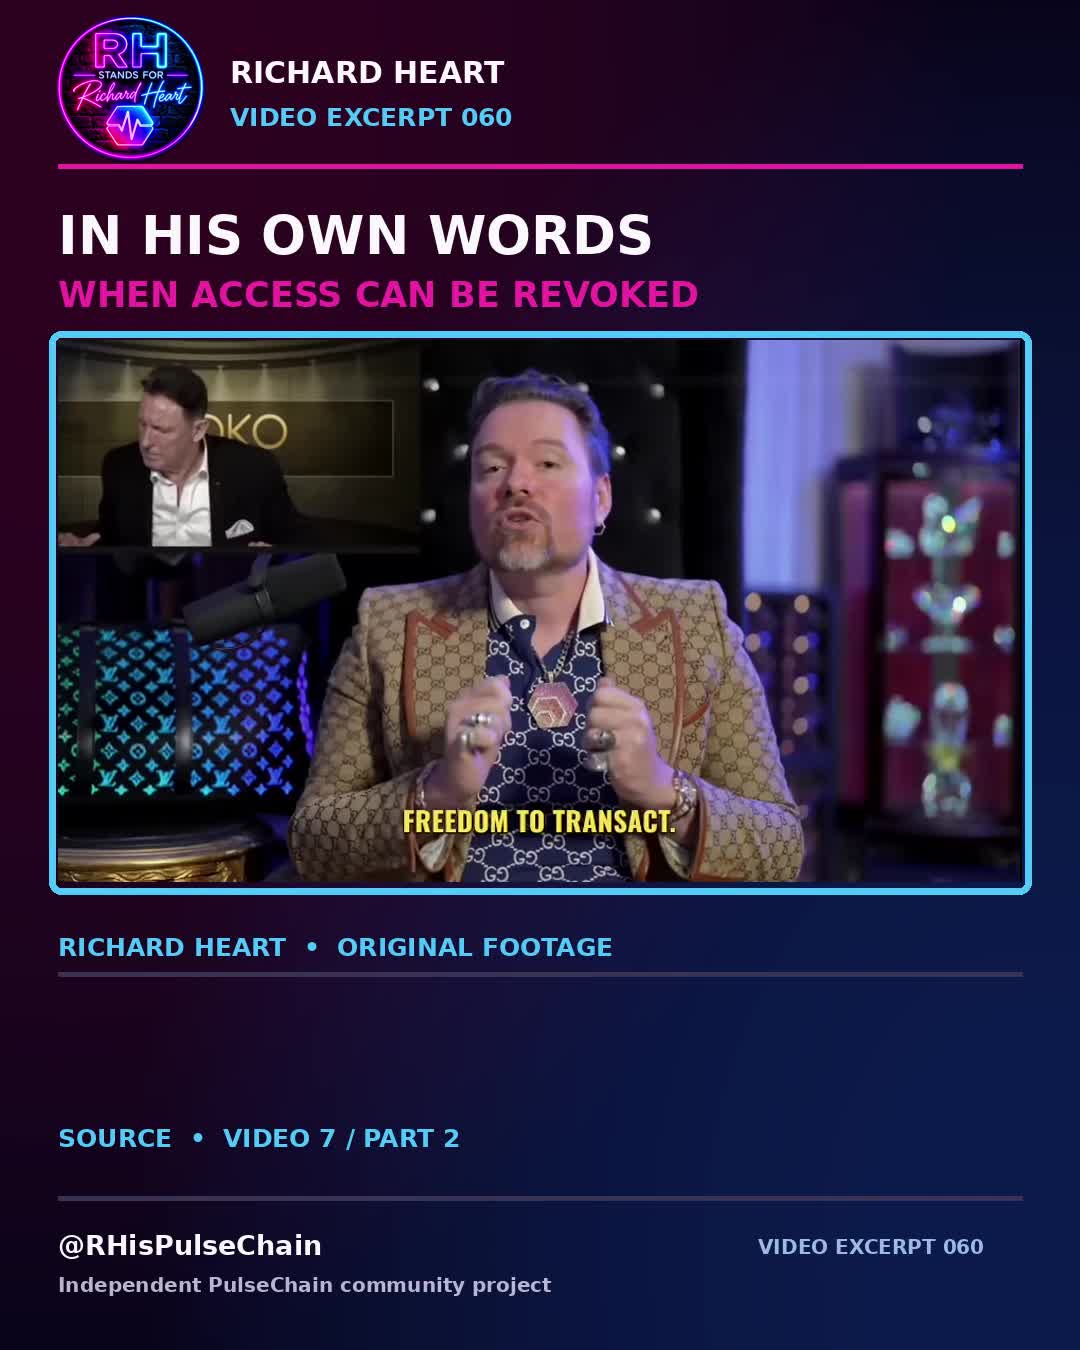 RH
STANDS FOR
Richard Heart
RICHARD HEART
VIDEO EXCERPT 060
IN HIS OWN WORDS
WHEN ACCESS CAN BE REVOKED
OKO
FREEDOM TO TRANSACT.
RICHARD HEART • ORIGINAL FOOTAGE
SOURCE • VIDEO 7 / PART 2
@RHisPulseChain
VIDEO EXCERPT 060
Independent PulseChain community project